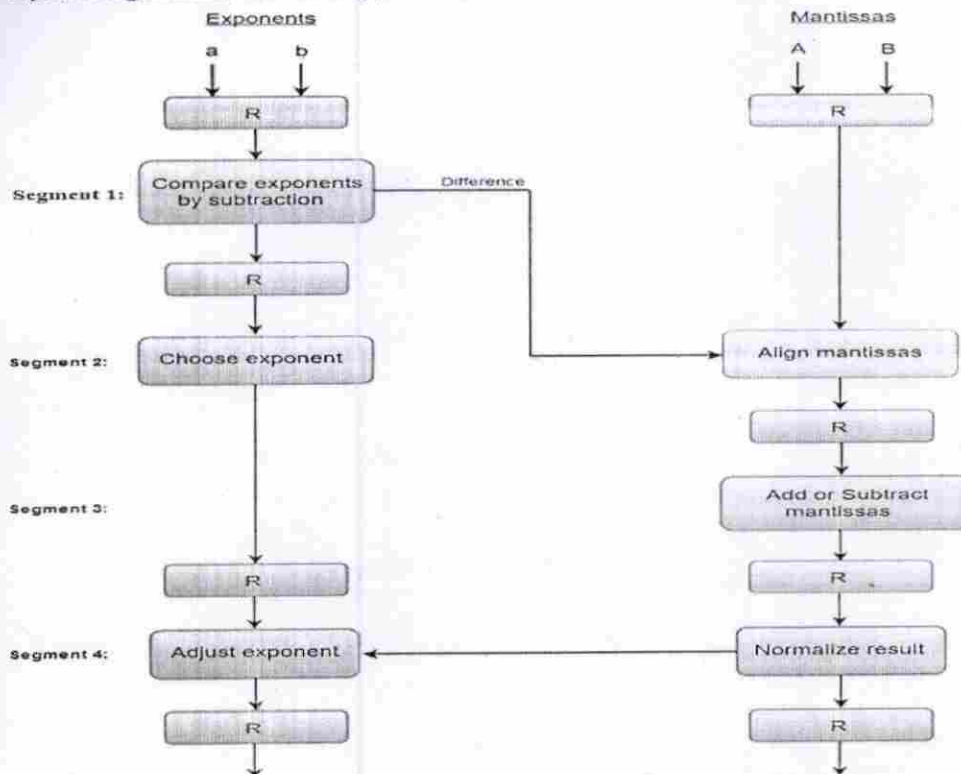 Exponents Mantissas
a b A B
R R
Segment 1: Compare exponents by subtraction Difference
R
Segment 2: Choose exponent Align mantissas
R
Segment 3: Add or Subtract mantissas
R R
Segment 4: Adjust exponent Normalize result
R R